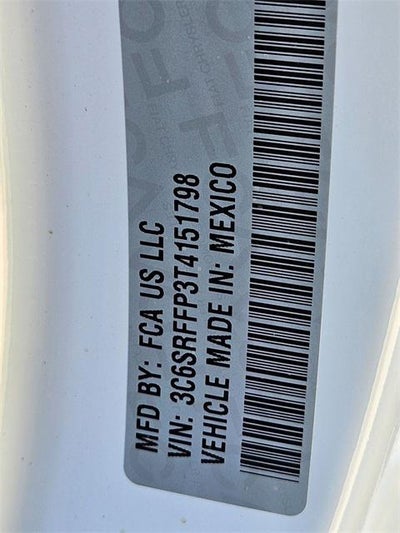 MFD BY: FCA US LLC
VIN: 3C6SRFFP3T4151798
VEHICLE MADE IN: MEXICO